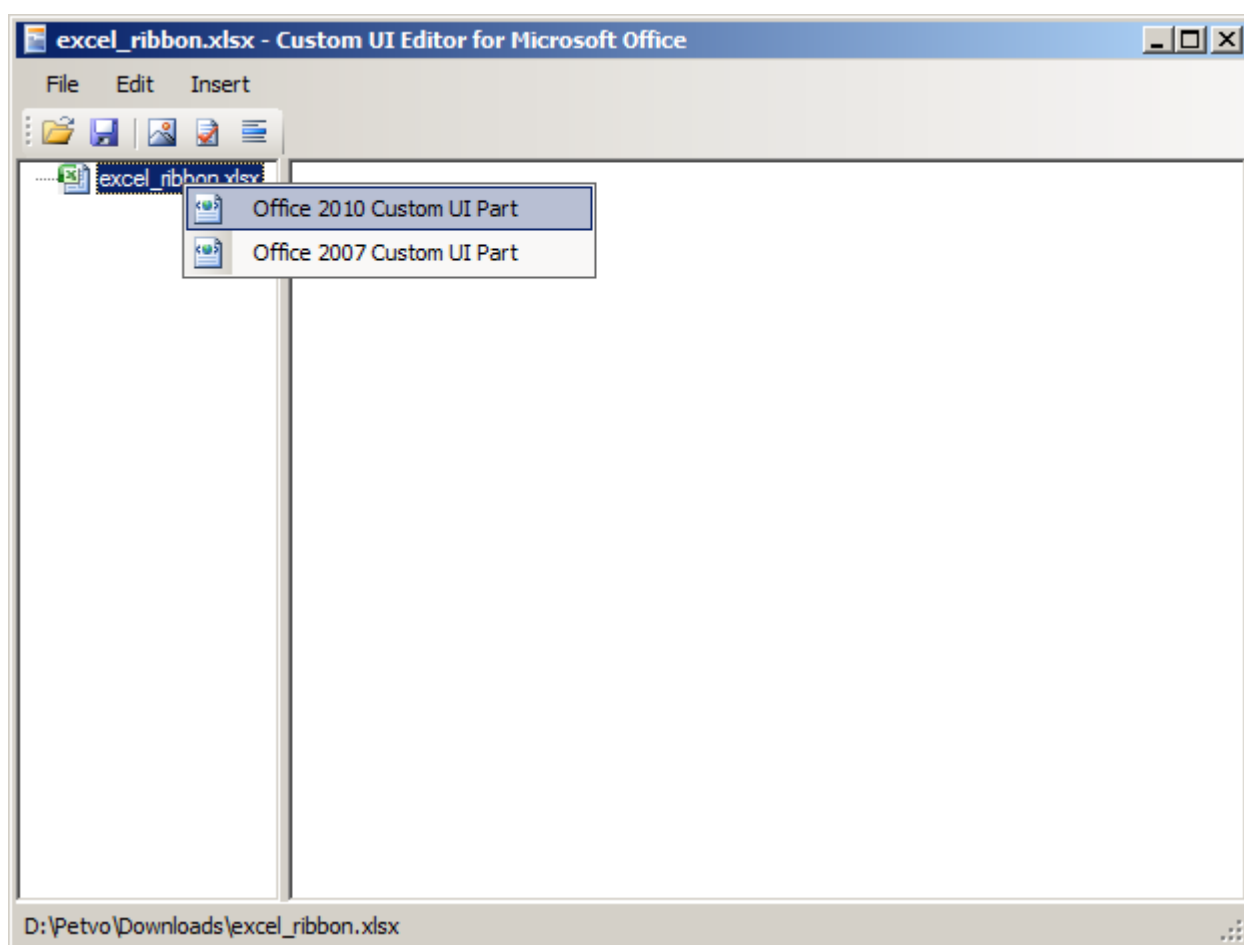 excel_ribbon.xlsx - Custom UI Editor for Microsoft Office
File Edit Insert
excel_ribbon.xlsx
Office 2010 Custom UI Part
Office 2007 Custom UI Part
D:\Petvo\Downloads\excel_ribbon.xlsx